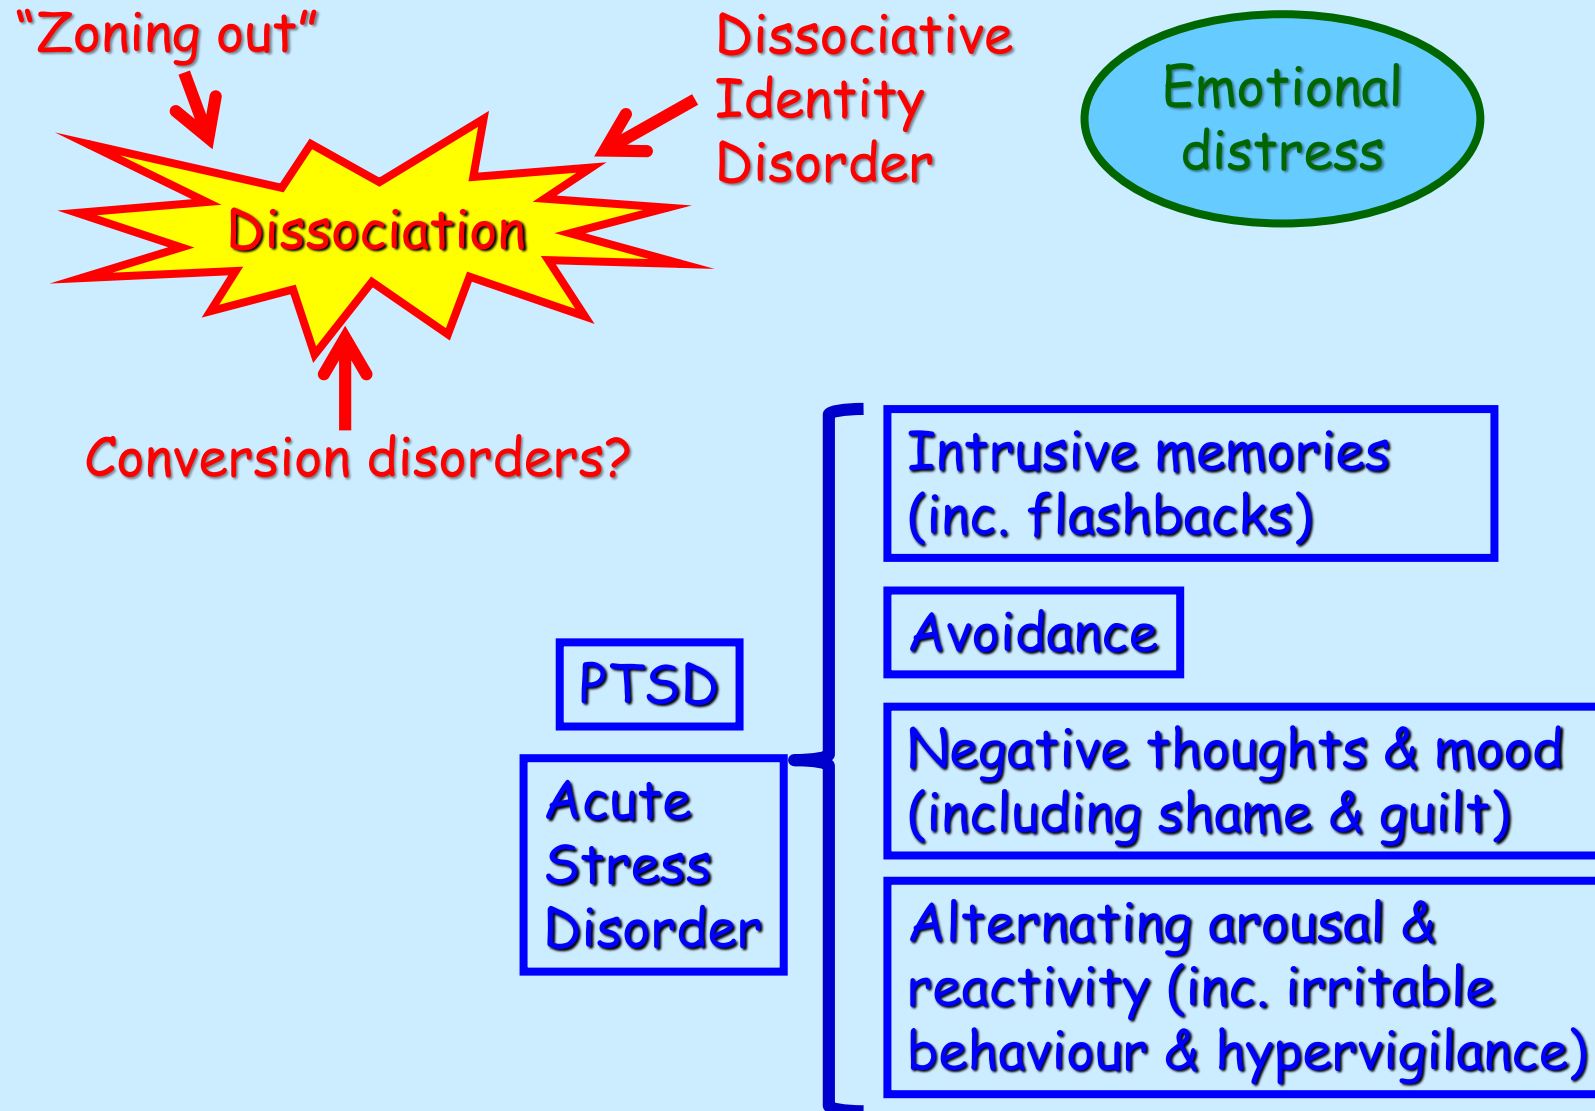 “Zoning out”
Dissociative
Identity
Disorder
Emotional
distress
Dissociation
Conversion disorders?
Intrusive memories
(inc. flashbacks)
Avoidance
PTSD
Negative thoughts & mood
(including shame & guilt)
Acute
Stress
Disorder
Alternating arousal &
reactivity (inc. irritable
behaviour & hypervigilance)